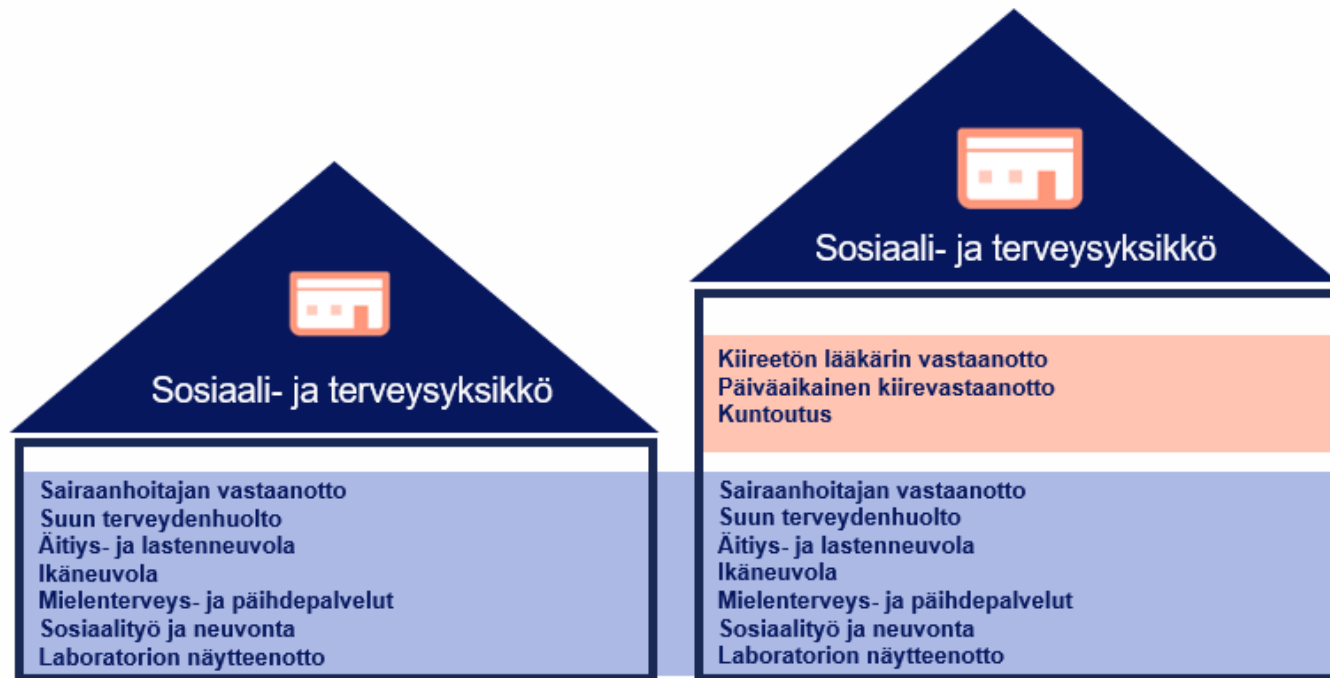 Sosiaali- ja terveysyksikkö
Sairaanhoitajan vastaanotto
Suun terveydenhuolto
Äitiys- ja lastenneuvola
Ikäneuvola
Mielenterveys- ja päihdepalvelut
Sosiaalityö ja neuvonta
Laboratorion näytteenotto
Sosiaali- ja terveysyksikkö
Kiireetön lääkärin vastaanotto
Päiväaikainen kiirevastaanotto
Kuntoutus
Sairaanhoitajan vastaanotto
Suun terveydenhuolto
Äitiys- ja lastenneuvola
Ikäneuvola
Mielenterveys- ja päihdepalvelut
Sosiaalityö ja neuvonta
Laboratorion näytteenotto